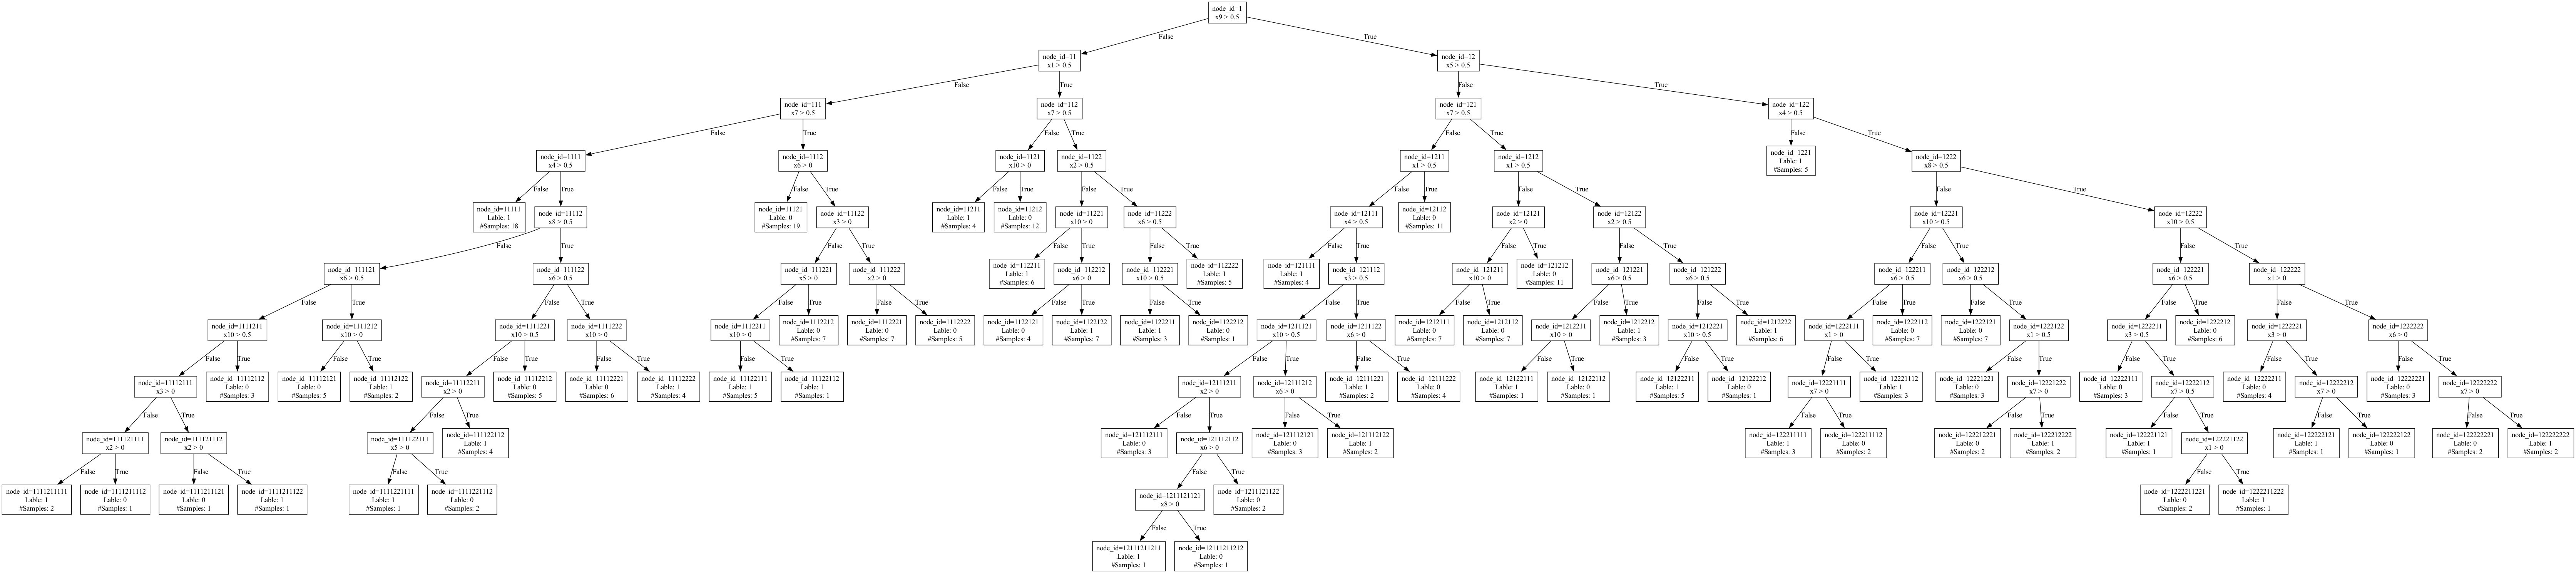 node_id=1
x9 > 0.5
False
True
node_id=11
x1 > 0.5
node_id=12
x5 > 0.5
False
True
False
True
node_id=111
x7 > 0.5
node_id=112
x7 > 0.5
node_id=121
x7 > 0.5
node_id=122
x4 > 0.5
False
True
False
True
False
True
False
True
node_id=1111
x4 > 0.5
node_id=1112
x6 > 0
node_id=1121
x10 > 0
node_id=1122
x2 > 0.5
node_id=1211
x1 > 0.5
node_id=1212
x1 > 0.5
node_id=1221
Lable: 1
#Samples: 5
node_id=1222
x8 > 0.5
False
True
False
True
False
True
False
True
False
True
False
True
False
True
node_id=11111
Lable: 1
#Samples: 18
node_id=11112
x8 > 0.5
node_id=11121
Lable: 0
#Samples: 19
node_id=11122
x3 > 0
node_id=11211
Lable: 1
#Samples: 4
node_id=11212
Lable: 0
#Samples: 12
node_id=11221
x10 > 0
node_id=11222
x6 > 0.5
node_id=12111
x4 > 0.5
node_id=12112
Lable: 0
#Samples: 11
node_id=12121
x2 > 0
node_id=12122
x2 > 0.5
node_id=12221
x10 > 0.5
node_id=12222
x10 > 0.5
False
True
False
True
False
True
False
True
False
True
False
True
False
True
False
True
False
True
node_id=111121
x6 > 0.5
node_id=111122
x6 > 0.5
node_id=111221
x5 > 0
node_id=111222
x2 > 0
node_id=112211
Lable: 1
#Samples: 6
node_id=112212
x6 > 0
node_id=112221
x10 > 0.5
node_id=112222
Lable: 1
#Samples: 5
node_id=121111
Lable: 1
#Samples: 4
node_id=121112
x3 > 0.5
node_id=121211
x10 > 0
node_id=121212
Lable: 0
#Samples: 11
node_id=121221
x6 > 0.5
node_id=121222
x6 > 0.5
node_id=122211
x6 > 0.5
node_id=122212
x6 > 0.5
node_id=122221
x6 > 0.5
node_id=122222
x1 > 0
False
True
False
True
False
True
False
True
False
True
False
True
False
True
False
True
False
True
False
True
False
True
False
True
False
True
False
True
node_id=1111211
x10 > 0.5
node_id=1111212
x10 > 0
node_id=1111221
x10 > 0.5
node_id=1111222
x10 > 0
node_id=1112211
x10 > 0
node_id=1112212
Lable: 0
#Samples: 7
node_id=1112221
Lable: 0
#Samples: 7
node_id=1112222
Lable: 0
#Samples: 5
node_id=1122121
Lable: 0
#Samples: 4
node_id=1122122
Lable: 1
#Samples: 7
node_id=1122211
Lable: 1
#Samples: 3
node_id=1122212
Lable: 0
#Samples: 1
node_id=1211121
x10 > 0.5
node_id=1211122
x6 > 0
node_id=1212111
Lable: 0
#Samples: 7
node_id=1212112
Lable: 0
#Samples: 7
node_id=1212211
x10 > 0
node_id=1212212
Lable: 1
#Samples: 3
node_id=1212221
x10 > 0.5
node_id=1212222
Lable: 1
#Samples: 6
node_id=1222111
x1 > 0
node_id=1222112
Lable: 0
#Samples: 7
node_id=1222121
Lable: 0
#Samples: 7
node_id=1222122
x1 > 0.5
node_id=1222211
x3 > 0.5
node_id=1222212
Lable: 0
#Samples: 6
node_id=1222221
x3 > 0
node_id=1222222
x6 > 0
False
True
False
True
False
True
False
True
False
True
False
True
False
True
False
True
False
True
False
True
False
True
False
True
False
True
False
True
node_id=11112111
x3 > 0
node_id=11112112
Lable: 0
#Samples: 3
node_id=11112121
Lable: 0
#Samples: 5
node_id=11112122
Lable: 1
#Samples: 2
node_id=11112211
x2 > 0
node_id=11112212
Lable: 0
#Samples: 5
node_id=11112221
Lable: 0
#Samples: 6
node_id=11112222
Lable: 1
#Samples: 4
node_id=11122111
Lable: 1
#Samples: 5
node_id=11122112
Lable: 0
#Samples: 1
node_id=12111211
x2 > 0
node_id=12111212
x6 > 0
node_id=12111221
Lable: 1
#Samples: 2
node_id=12111222
Lable: 0
#Samples: 4
node_id=12122111
Lable: 1
#Samples: 1
node_id=12122112
Lable: 0
#Samples: 1
node_id=12122211
Lable: 1
#Samples: 5
node_id=12122212
Lable: 0
#Samples: 1
node_id=12221111
x7 > 0
node_id=12221112
Lable: 1
#Samples: 3
node_id=12221221
Lable: 0
#Samples: 3
node_id=12221222
x7 > 0
node_id=12222111
Lable: 0
#Samples: 3
node_id=12222112
x7 > 0.5
node_id=12222211
Lable: 0
#Samples: 4
node_id=12222212
x7 > 0
node_id=12222221
Lable: 0
#Samples: 3
node_id=12222222
x7 > 0
False
True
False
True
False
True
False
True
False
True
False
True
False
True
False
True
False
True
False
True
node_id=111121111
x2 > 0
node_id=111121112
x2 > 0
node_id=111122111
x5 > 0
node_id=111122112
Lable: 1
#Samples: 4
node_id=121112111
Lable: 0
#Samples: 3
node_id=121112112
x6 > 0
node_id=121112121
Lable: 0
#Samples: 3
node_id=121112122
Lable: 1
#Samples: 2
node_id=122211111
Lable: 1
#Samples: 3
node_id=122211112
Lable: 0
#Samples: 2
node_id=122212221
Lable: 0
#Samples: 2
node_id=122212222
Lable: 1
#Samples: 2
node_id=122221121
Lable: 1
#Samples: 1
node_id=122221122
x1 > 0
node_id=122222121
Lable: 1
#Samples: 1
node_id=122222122
Lable: 0
#Samples: 1
node_id=122222221
Lable: 0
#Samples: 2
node_id=122222222
Lable: 1
#Samples: 2
False
True
False
True
False
True
False
True
False
True
node_id=1111211111
Lable: 1
#Samples: 2
node_id=1111211112
Lable: 0
#Samples: 1
node_id=1111211121
Lable: 0
#Samples: 1
node_id=1111211122
Lable: 1
#Samples: 1
node_id=1111221111
Lable: 1
#Samples: 1
node_id=1111221112
Lable: 0
#Samples: 2
node_id=1211121121
x8 > 0
node_id=1211121122
Lable: 0
#Samples: 2
node_id=1222211221
Lable: 0
#Samples: 2
node_id=1222211222
Lable: 1
#Samples: 1
False
True
node_id=12111211211
Lable: 1
#Samples: 1
node_id=12111211212
Lable: 0
#Samples: 1